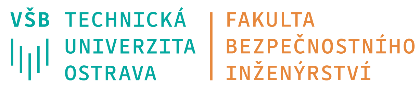 VŠB TECHNICKÁ
UNIVERZITA
OSTRAVA
FAKULTA
BEZPEČNOSTNÍHO
INŽENÝRSTVÍ